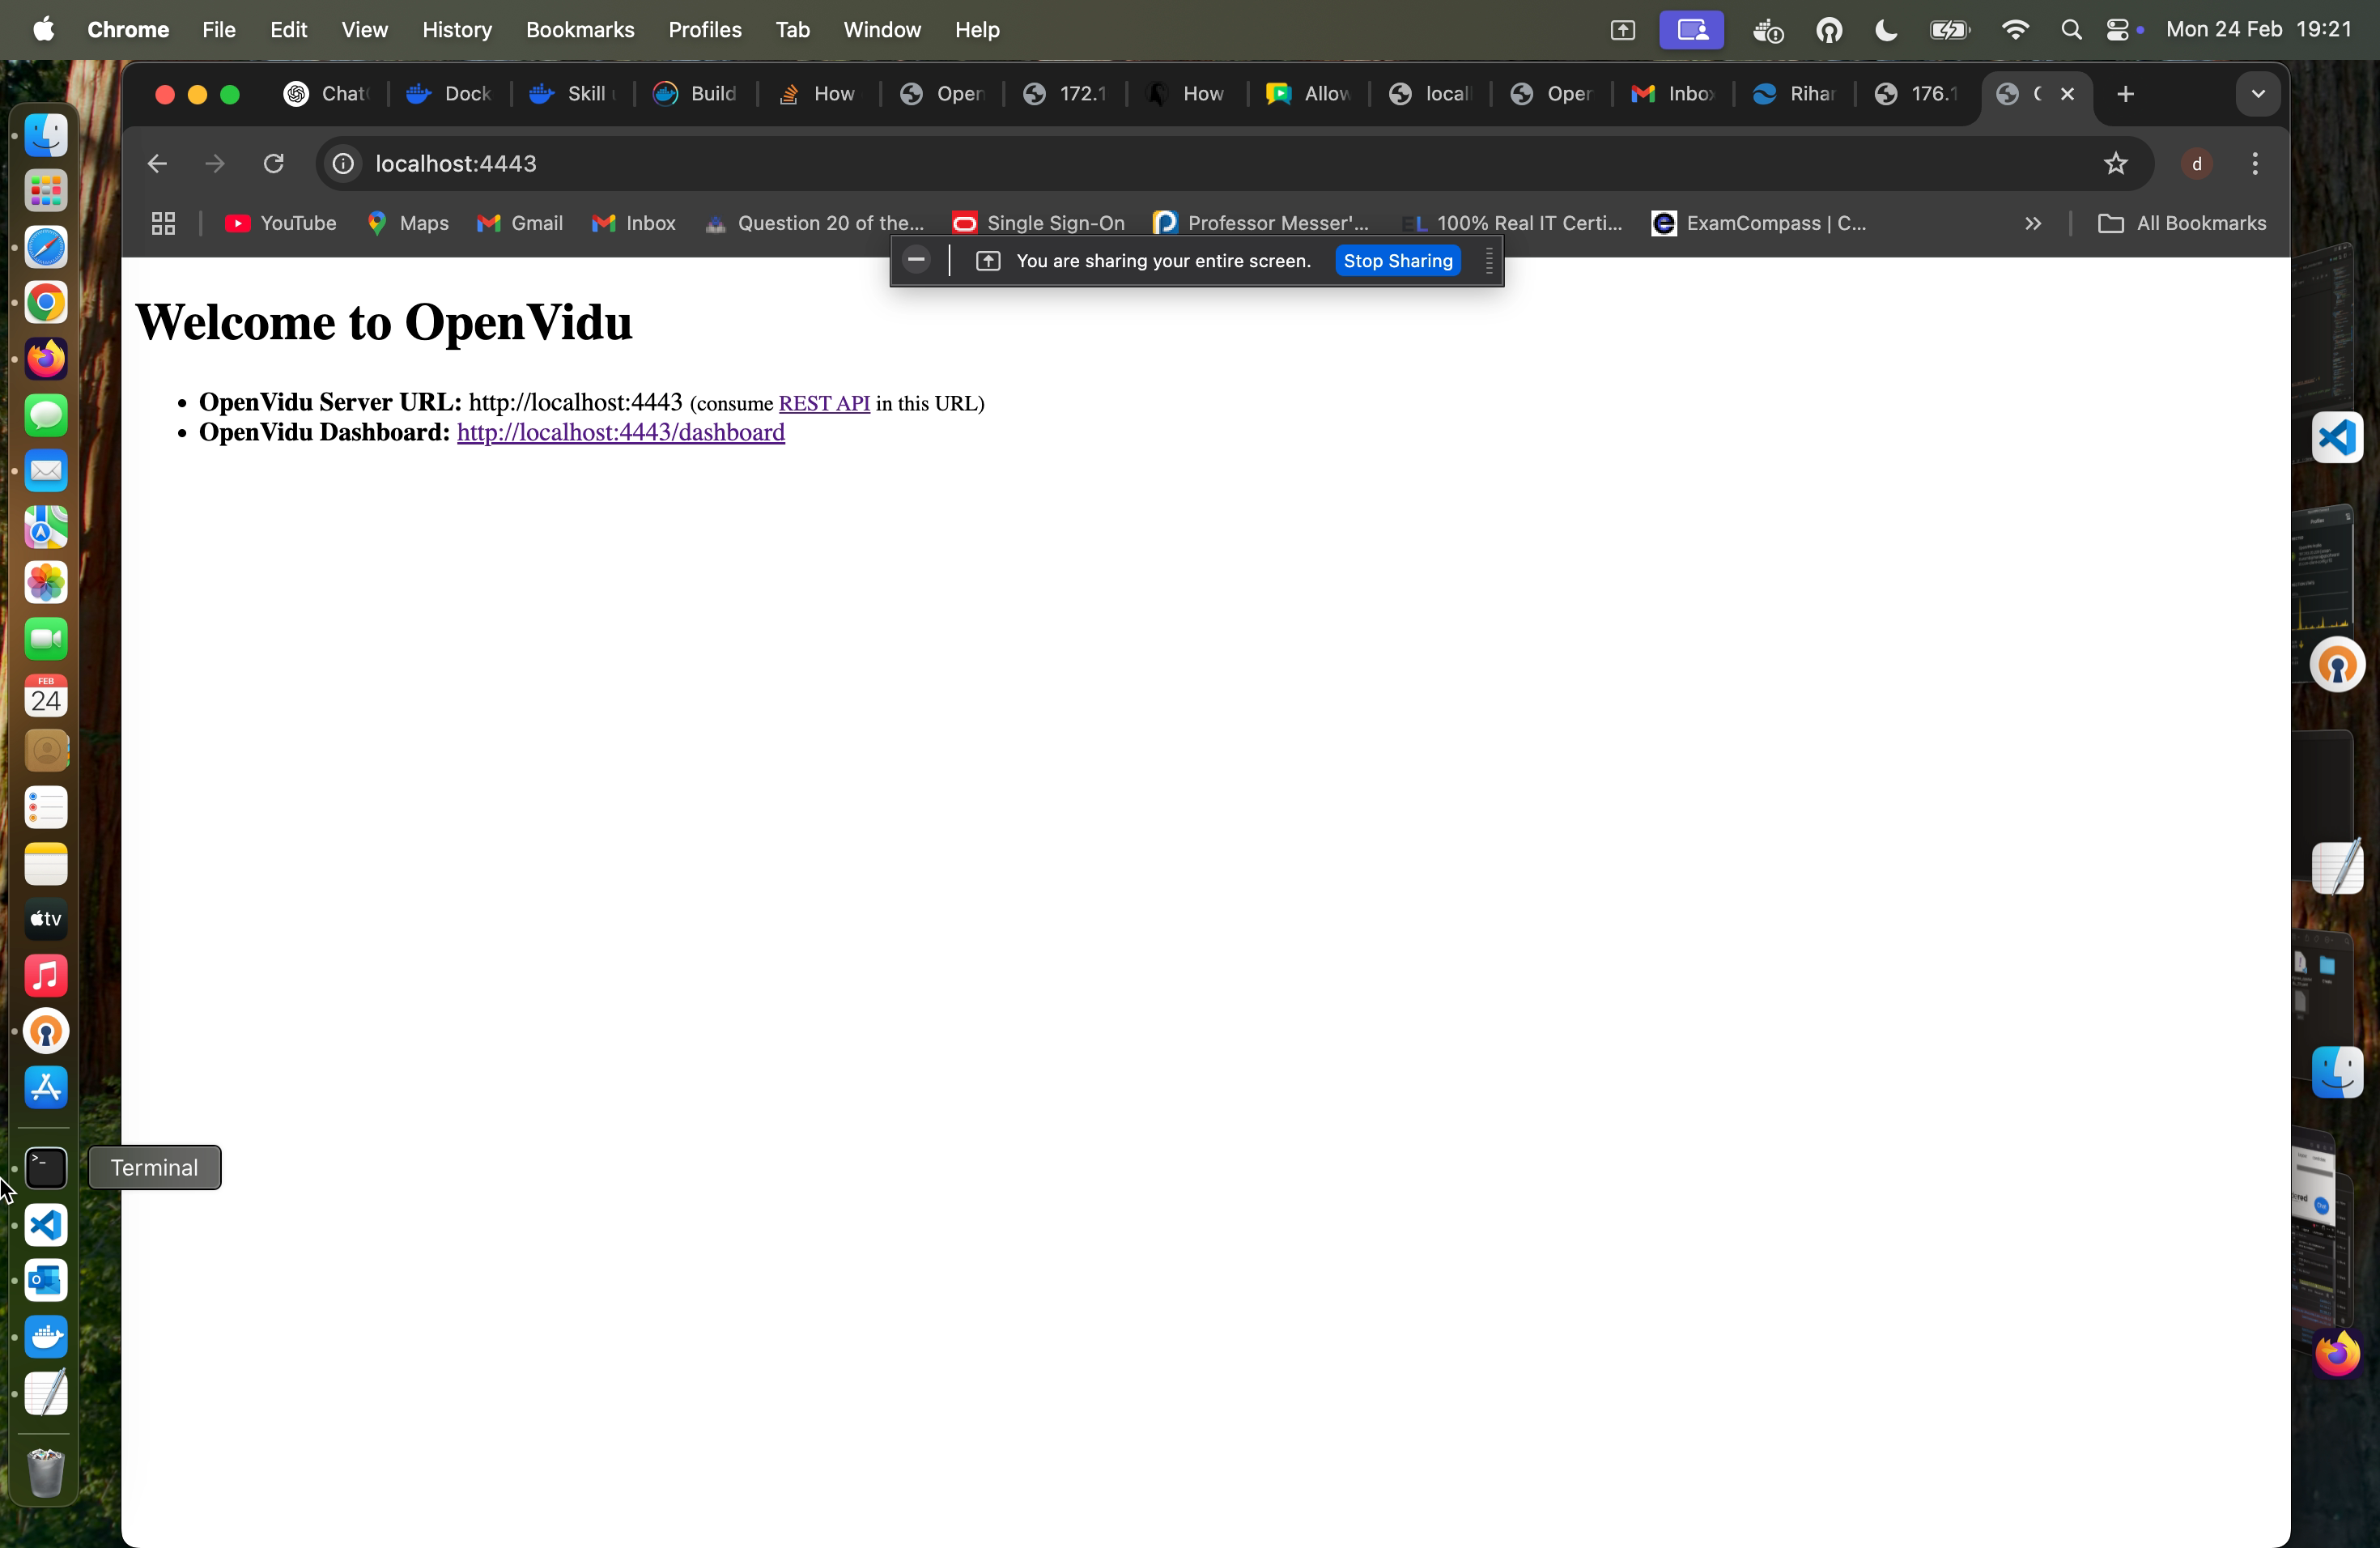 Chrome File Edit View History Bookmarks Profiles Tab Window Help Mon 24 Feb 19:21
Chat Dock Skill Build How Open 172.1 How Allow local Oper Inbox Rihar 176.1
localhost:4443 d
YouTube Maps Gmail Inbox Question 20 of the... Single Sign-On Professor Messer'... EL 100% Real IT Certi... ExamCompass | C... All Bookmarks
You are sharing your entire screen. Stop Sharing
Welcome to OpenVidu
• OpenVidu Server URL: http://localhost:4443 (consume REST API in this URL)
• OpenVidu Dashboard: http://localhost:4443/dashboard
FEB
24
tv
Terminal